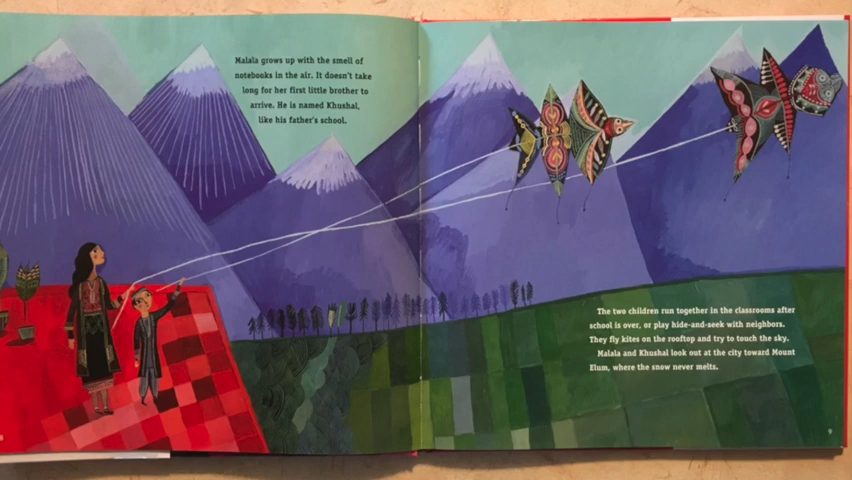 Malala grows up with the smell of
notebooks in the air. It doesn't take
long for her first little brother to
arrive. He is named Khushal,
like his father's school.
The two children run together in the classrooms after
school is over, or play hide-and-seek with neighbors.
They fly kites on the rooftop and try to touch the sky.
Malala and Khushal look out at the city toward Mount
Elum, where the snow never melts.
9